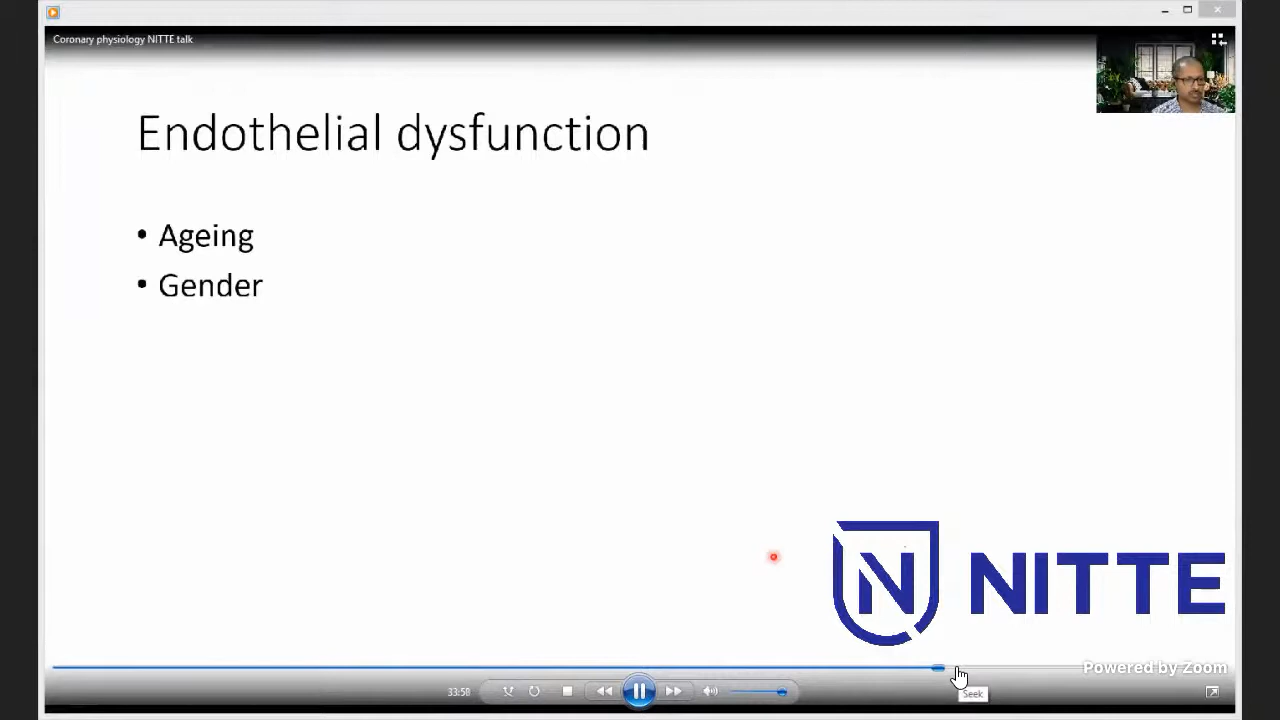 Coronary physiology NITTE talk
Endothelial dysfunction
• Ageing
• Gender
N NITTE
Powered by Zoom
33:58
Seek